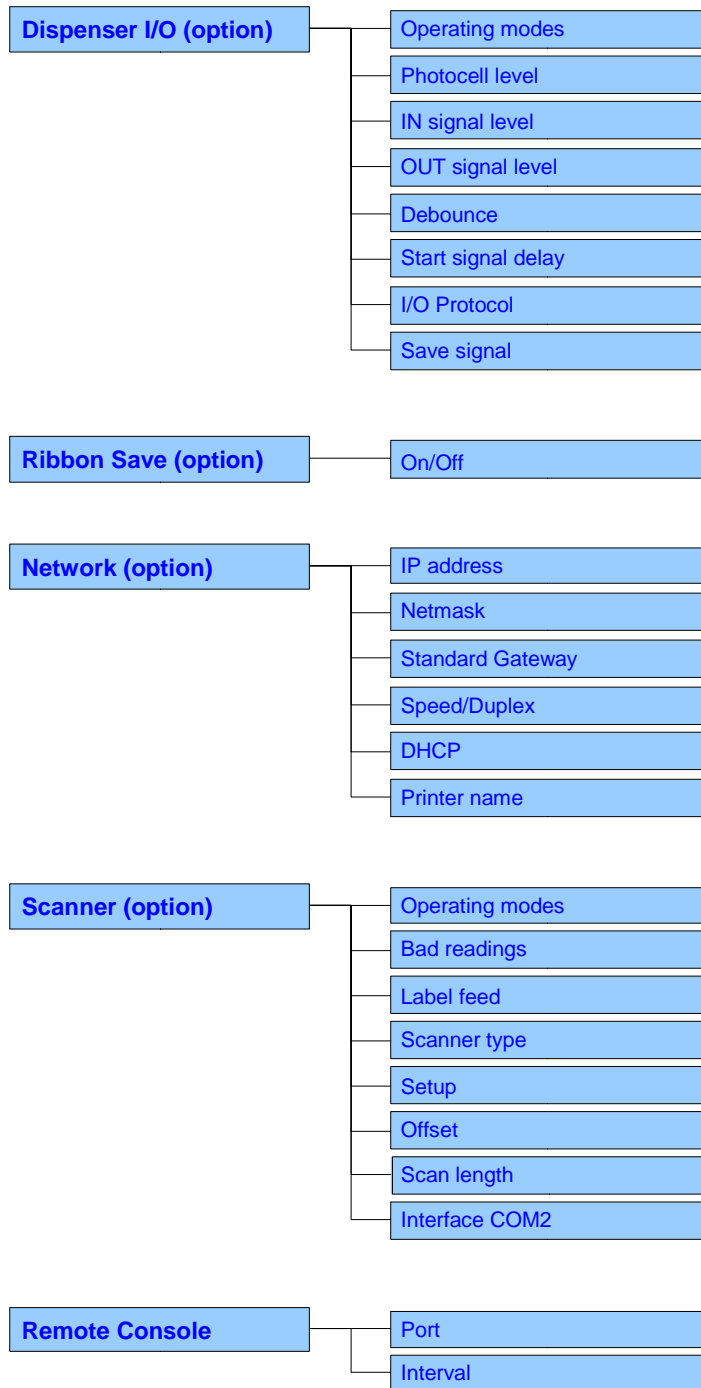 Dispenser I/O (option)
Operating modes
Photocell level
IN signal level
OUT signal level
Debounce
Start signal delay
I/O Protocol
Save signal
Ribbon Save (option)
On/Off
Network (option)
IP address
Netmask
Standard Gateway
Speed/Duplex
DHCP
Printer name
Scanner (option)
Operating modes
Bad readings
Label feed
Scanner type
Setup
Offset
Scan length
Interface COM2
Remote Console
Port
Interval